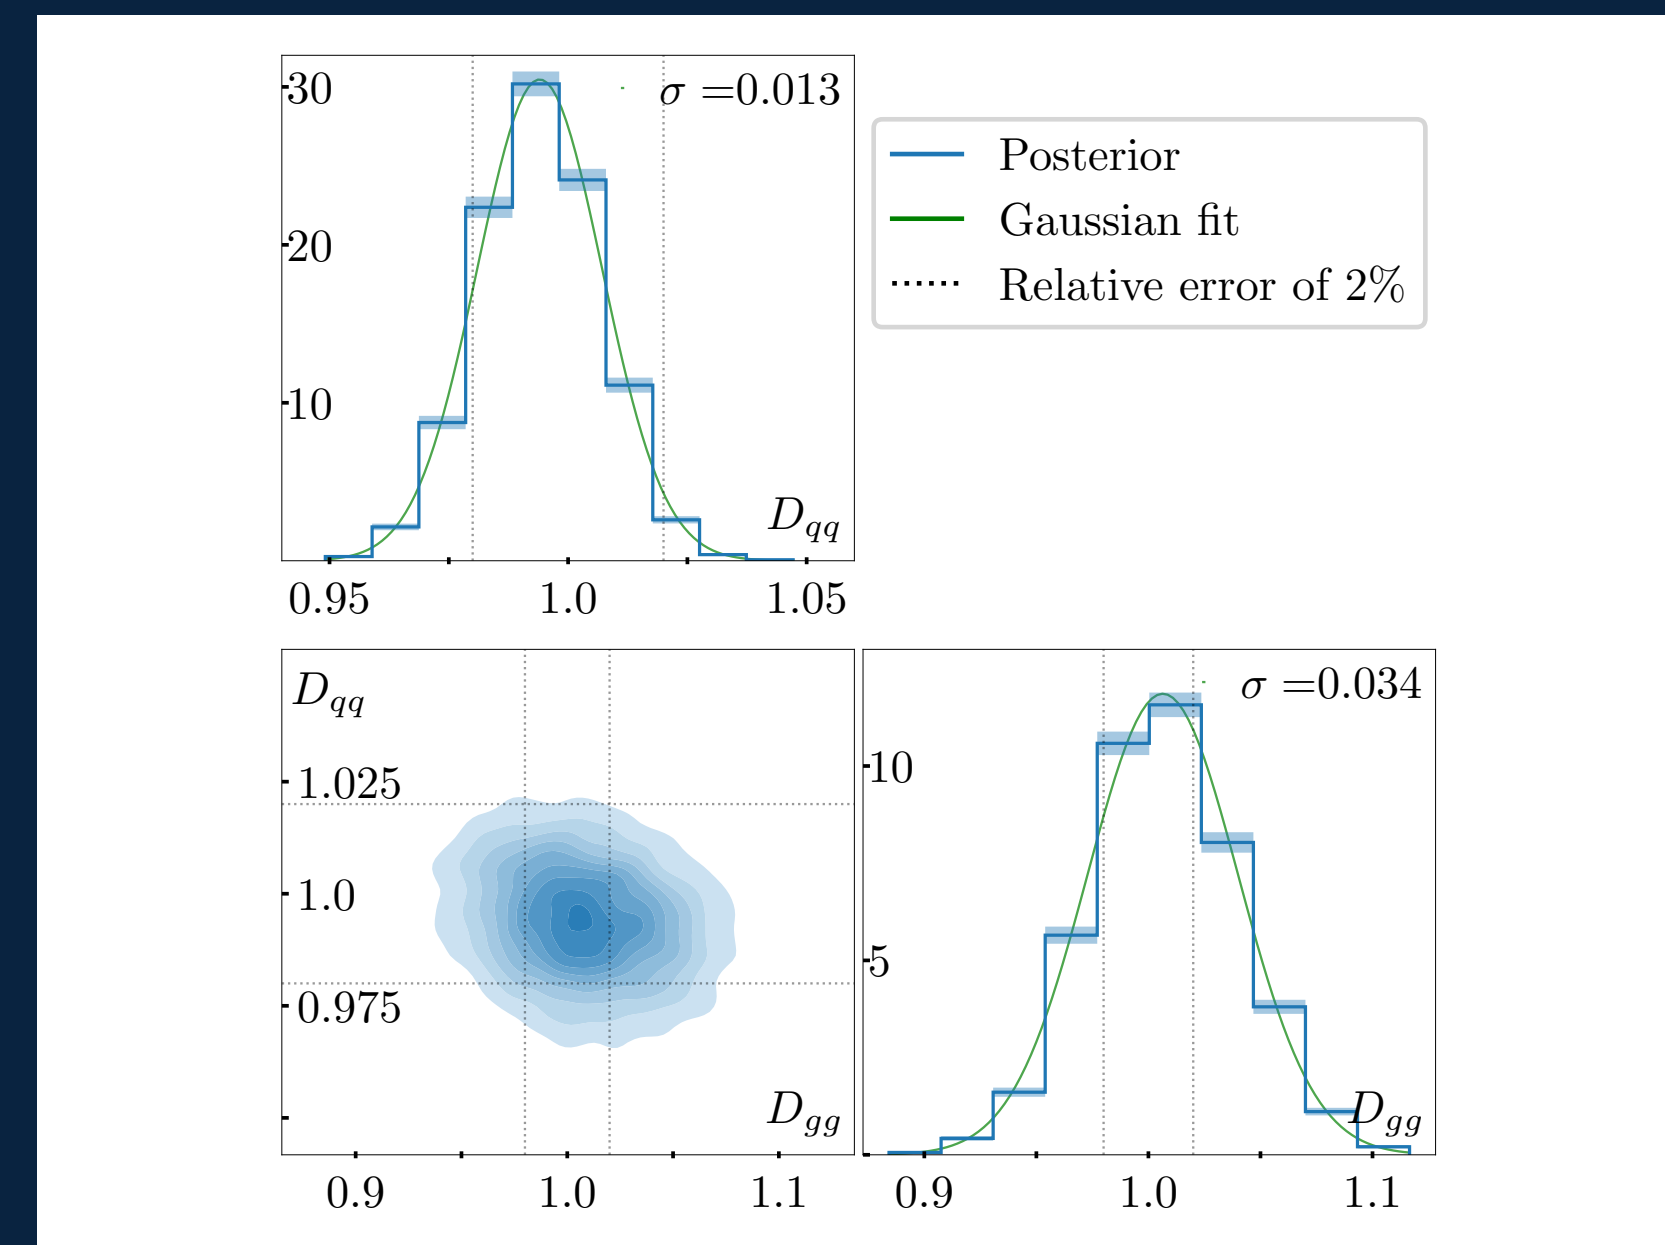 30
σ =0.013
20
10
D_qq
0.95 1.0 1.05
Posterior
Gaussian fit
Relative error of 2%
D_qq
1.025
1.0
0.975
D_gg
0.9 1.0 1.1
σ =0.034
10
5
D_gg
0.9 1.0 1.1